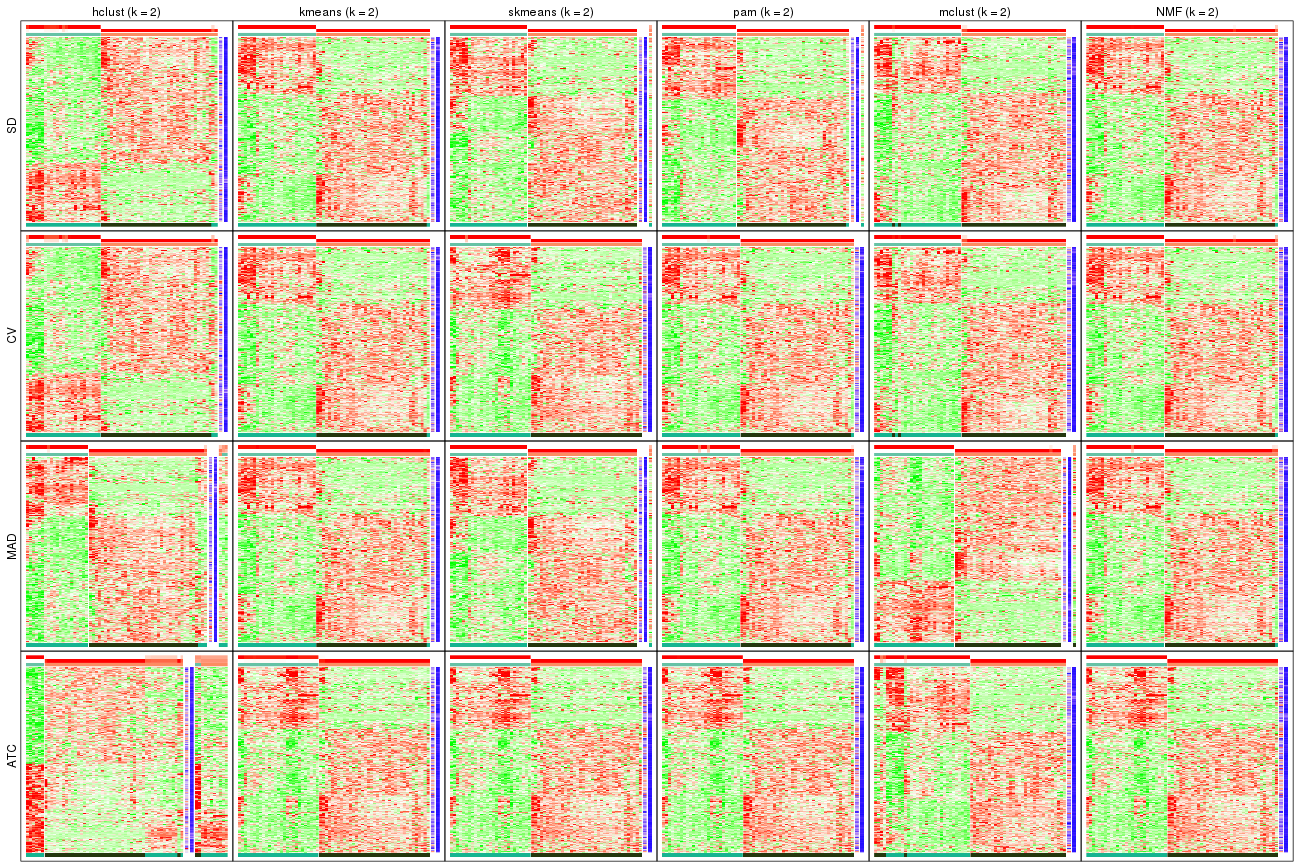 hclust (k = 2)
kmeans (k = 2)
skmeans (k = 2)
pam (k = 2)
mclust (k = 2)
NMF (k = 2)
SD
CV
MAD
ATC